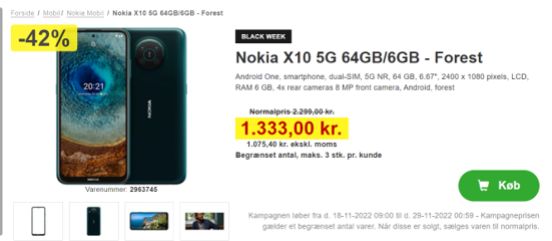 Forside / Mobil/ Nokia Mobil / Nokia X10 5G 64GB/6GB - Forest
-42%
BLACK WEEK
Nokia X10 5G 64GB/6GB - Forest
Android One, smartphone, dual-SIM, 5G NR, 64 GB, 6.67", 2400 x 1080 pixels, LCD,
RAM 6 GB, 4x rear cameras 8 MP front camera, Android, forest
Normalpris 2.299,00 kr.
1.333,00 kr.
1.075,40 kr. ekskl. moms
Begrænset antal, maks. 3 stk. pr. kunde
20:21
NOKIA
Varenummer: 2963745
Køb
Kampagnen løber fra d. 18-11-2022 09:00 til d. 29-11-2022 00:59 - Kampagneprisen
gælder et begrænset antal varer. Når disse er solgt, sælges varen til normalpris.